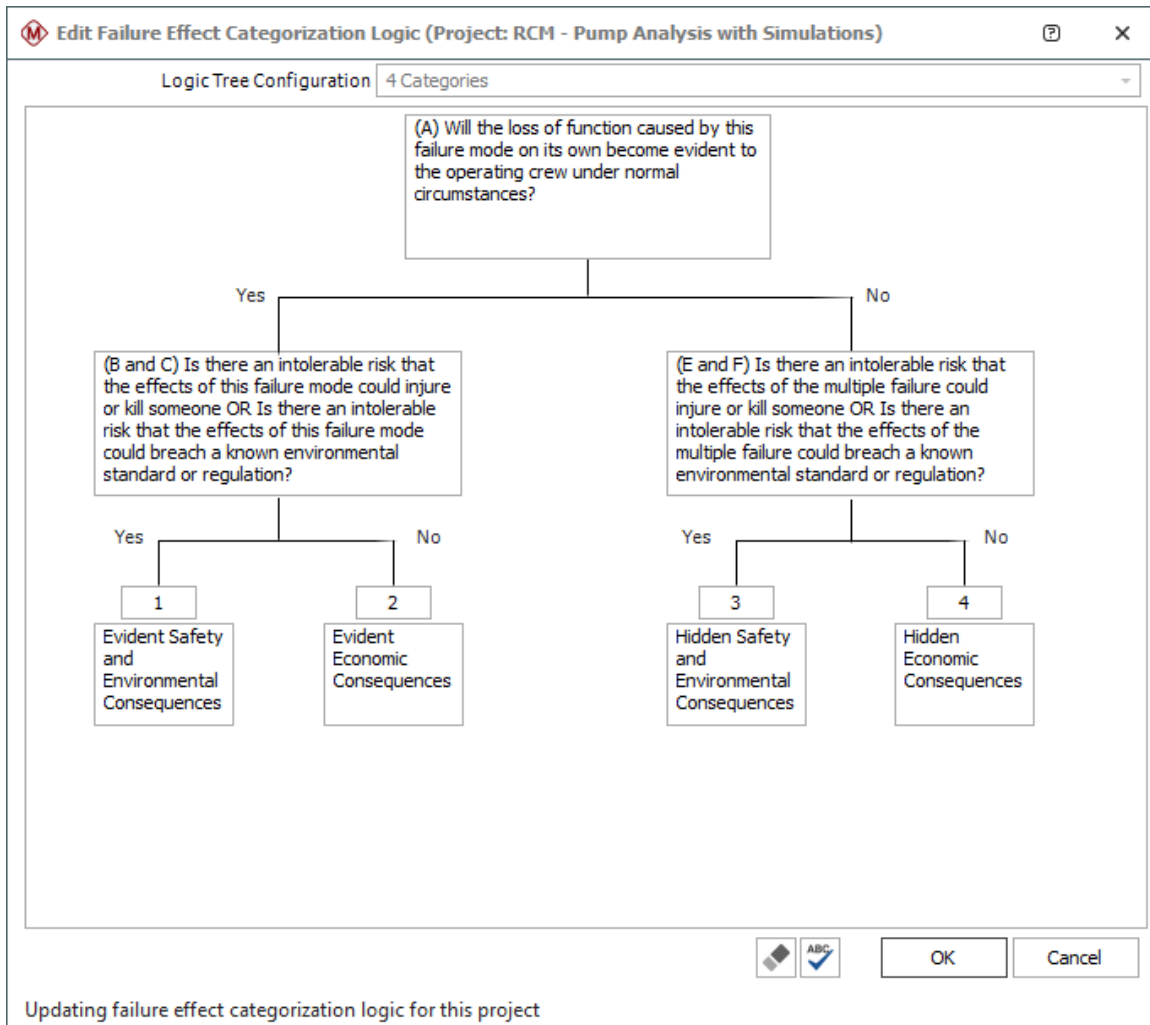 Edit Failure Effect Categorization Logic (Project: RCM - Pump Analysis with Simulations)
Logic Tree Configuration 4 Categories
(A) Will the loss of function caused by this
failure mode on its own become evident to
the operating crew under normal
circumstances?
Yes
No
(B and C) Is there an intolerable risk that
the effects of this failure mode could injure
or kill someone OR Is there an intolerable
risk that the effects of this failure mode
could breach a known environmental
standard or regulation?
(E and F) Is there an intolerable risk that
the effects of the multiple failure could
injure or kill someone OR Is there an
intolerable risk that the effects of the
multiple failure could breach a known
environmental standard or regulation?
Yes
No
Yes
No
1
Evident Safety
and
Environmental
Consequences
2
Evident
Economic
Consequences
3
Hidden Safety
and
Environmental
Consequences
4
Hidden
Economic
Consequences
ABC
OK
Cancel
Updating failure effect categorization logic for this project